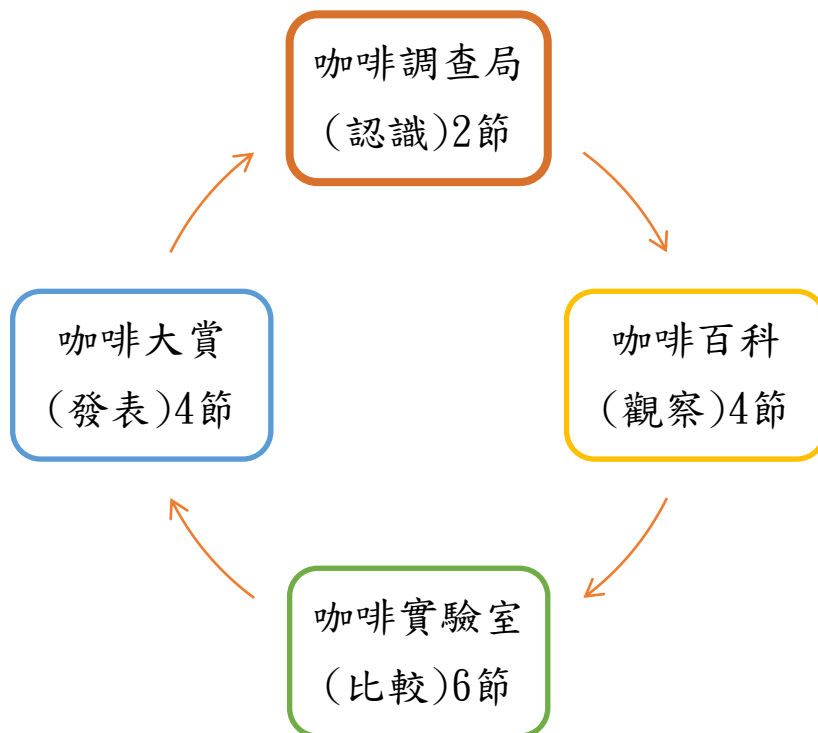 咖啡調查局
(認識)2節
咖啡百科
(觀察)4節
咖啡實驗室
(比較)6節
咖啡大賞
(發表)4節